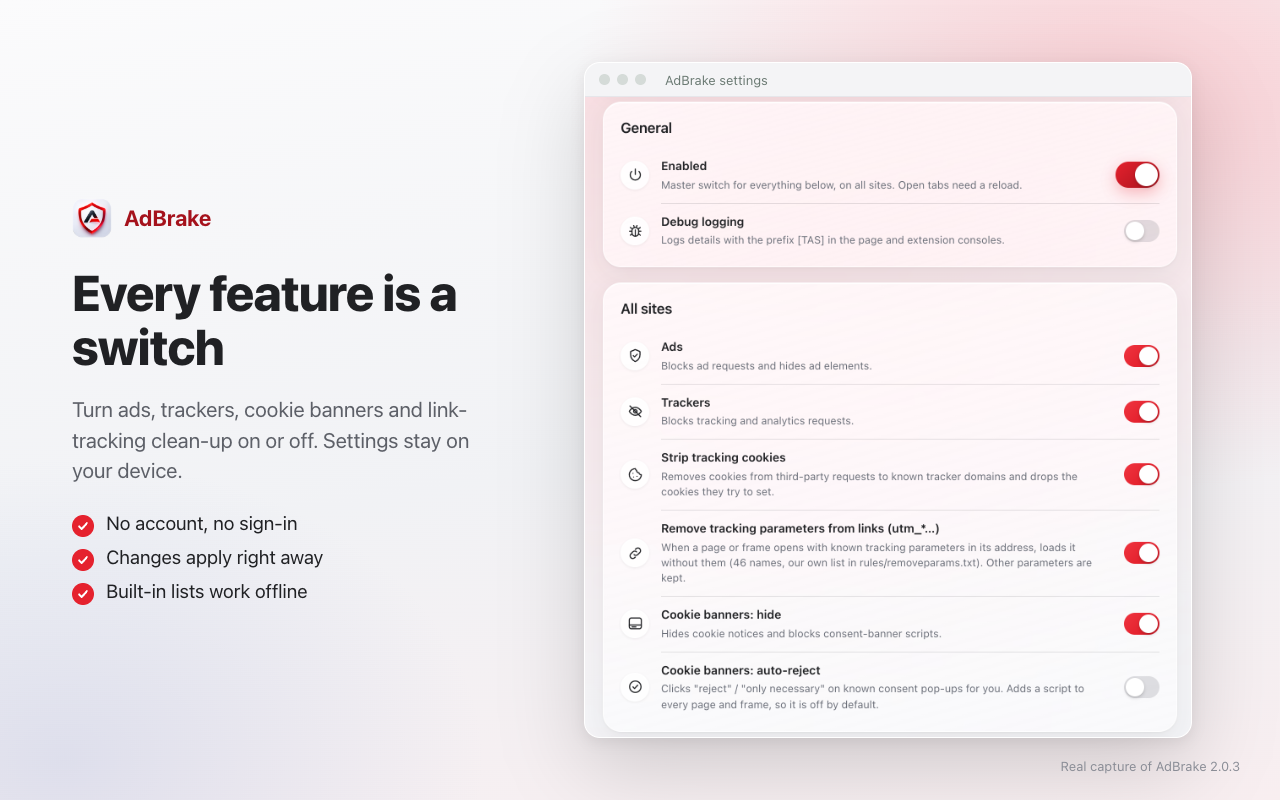 AdBrake
Every feature is a
switch
Turn ads, trackers, cookie banners and link-
tracking clean-up on or off. Settings stay on
your device.
No account, no sign-in
Changes apply right away
Built-in lists work offline
AdBrake settings
General
Enabled
Master switch for everything below, on all sites. Open tabs need a reload.
Debug logging
Logs details with the prefix [TAS] in the page and extension consoles.
All sites
Ads
Blocks ad requests and hides ad elements.
Trackers
Blocks tracking and analytics requests.
Strip tracking cookies
Removes cookies from third-party requests to known tracker domains and drops the
cookies they try to set.
Remove tracking parameters from links (utm_*...)
When a page or frame opens with known tracking parameters in its address, loads it
without them (46 names, our own list in rules/removeparams.txt). Other parameters are
kept.
Cookie banners: hide
Hides cookie notices and blocks consent-banner scripts.
Cookie banners: auto-reject
Clicks "reject" / "only necessary" on known consent pop-ups for you. Adds a script to
every page and frame, so it is off by default.
Real capture of AdBrake 2.0.3